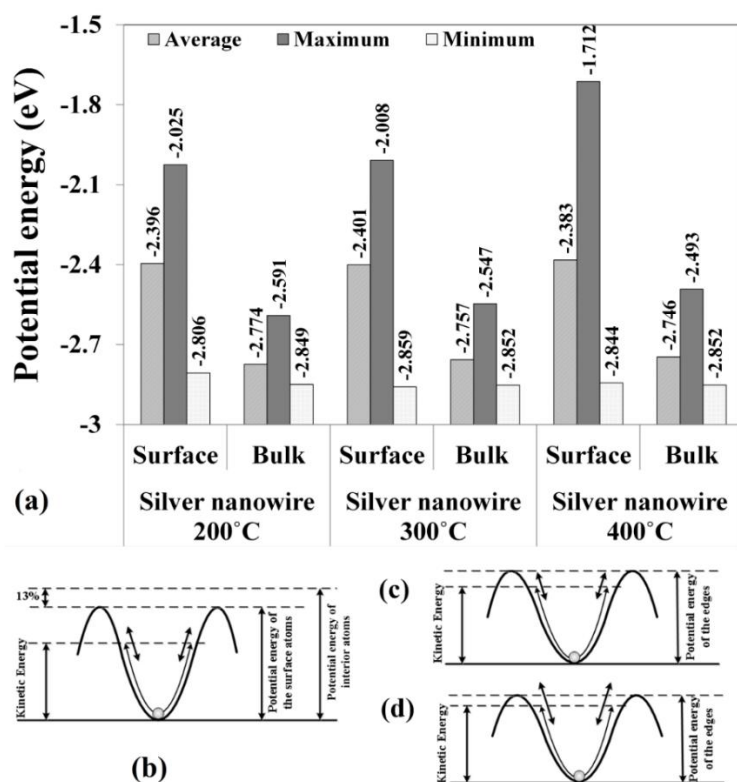 -1.5
Average Maximum Minimum
-1.8
-2.1
-2.4
-2.7
-3
Potential energy (eV)
-2.396
-2.025
-2.806
-2.774
-2.591
-2.849
-2.401
-2.008
-2.859
-2.757
-2.547
-2.852
-2.383
-1.712
-2.844
-2.746
-2.493
-2.852
Surface Bulk Surface Bulk Surface Bulk
(a)
Silver nanowire Silver nanowire Silver nanowire
200˚C 300˚C 400˚C
13%
Kinetic Energy
Potential energy of
the surface atoms
Potential energy of
interior atoms
(b)
(c)
Kinetic Energy
Potential energy
of the edges
(d)
Kinetic Energy
Potential energy
of the edges